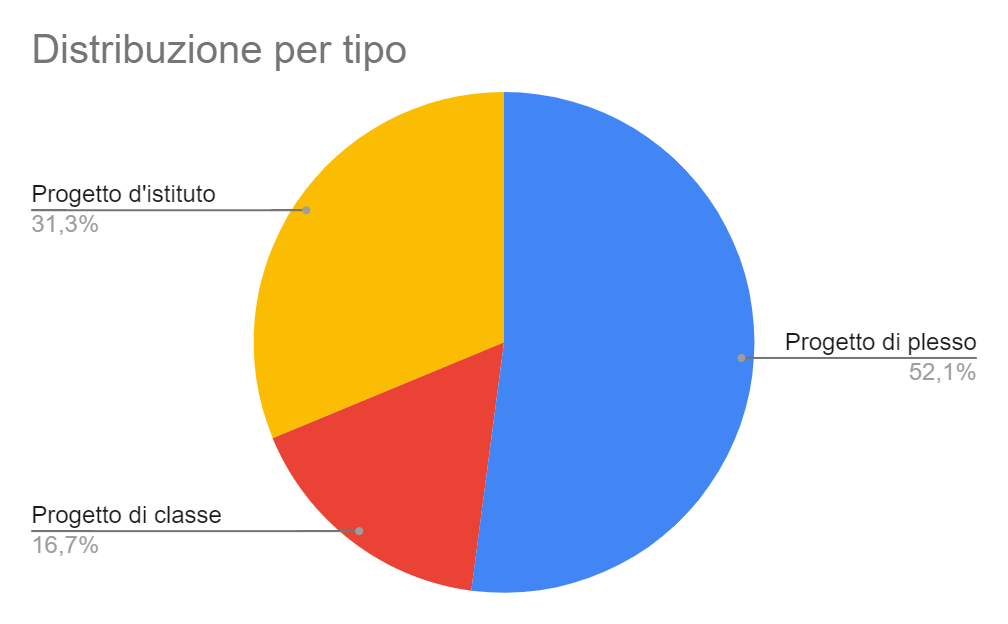 Distribuzione per tipo
Progetto d'istituto
31,3%
Progetto di plesso
52,1%
Progetto di classe
16,7%